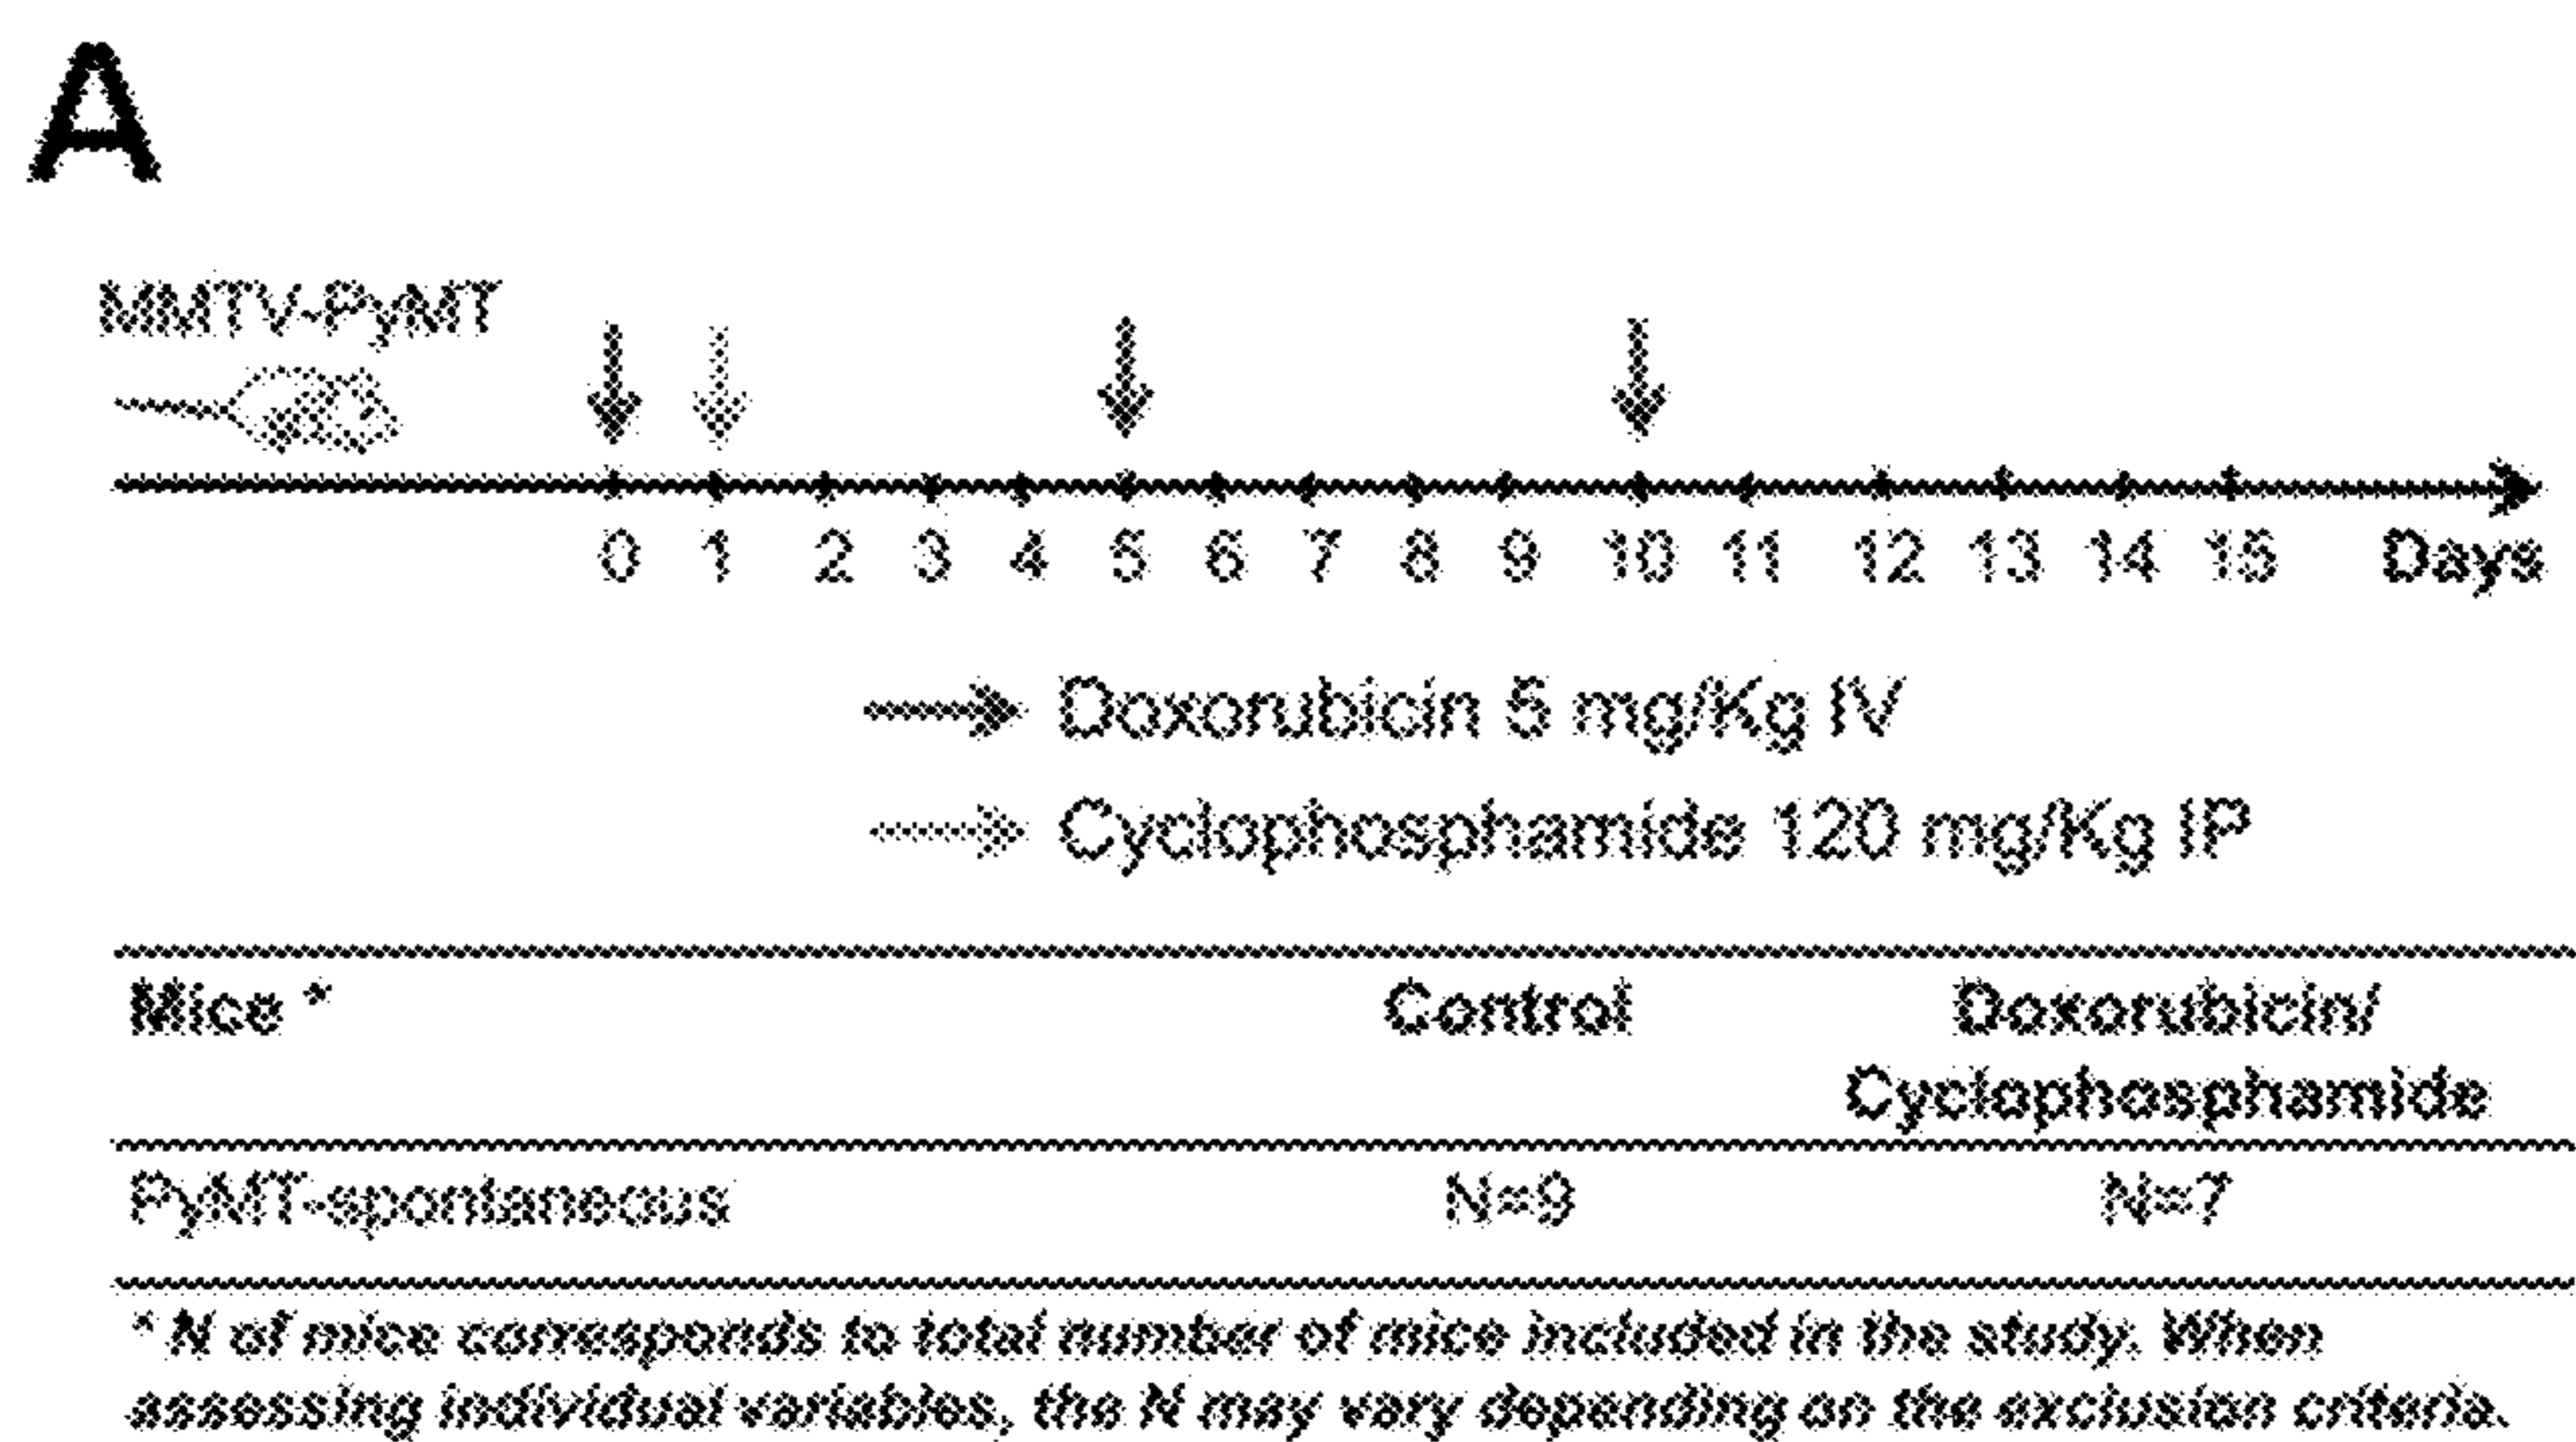 A
MMTV-PyMT
0 1 2 3 4 5 6 7 8 9 10 11 12 13 14 15 Days
Doxorubicin 5 mg/Kg IV
Cyclophosphamide 120 mg/Kg IP
Mice * Control Doxorubicin/
Cyclophosphamide
PyMT-spontaneous N=9 N=7
* N of mice corresponds to total number of mice included in the study. When
assessing individual variables, the N may vary depending on the exclusion criteria.